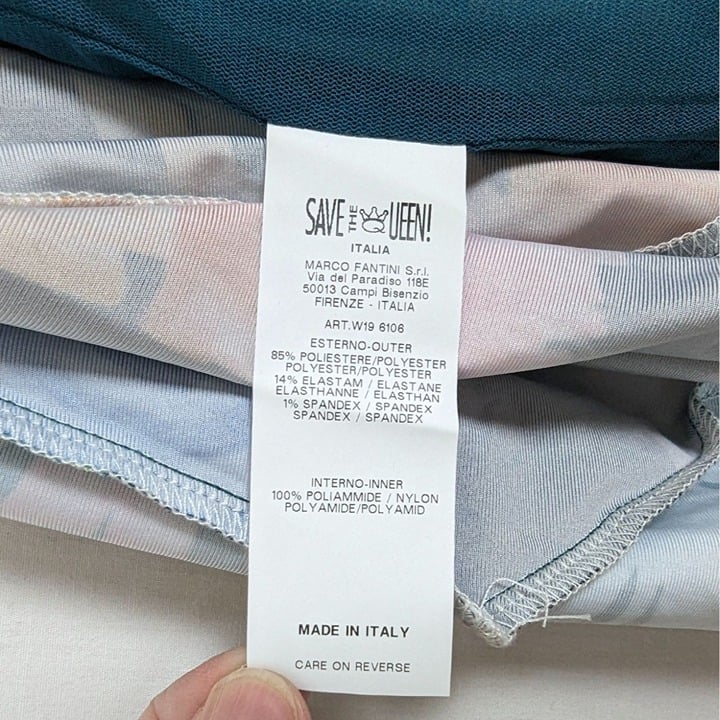 SAVE THE QUEEN!
ITALIA
MARCO FANTINI S.r.l.
Via del Paradiso 118E
50013 Campi Bisenzio
FIRENZE - ITALIA
ART.W19 6106
ESTERNO-OUTER
85% POLIESTERE/POLYESTER
POLYESTER/POLYESTER
14% ELASTAM / ELASTANE
ELASTHANNE / ELASTHAN
1% SPANDEX / SPANDEX
SPANDEX / SPANDEX
INTERNO-INNER
100% POLIAMMIDE / NYLON
POLYAMIDE/POLYAMID
MADE IN ITALY
CARE ON REVERSE